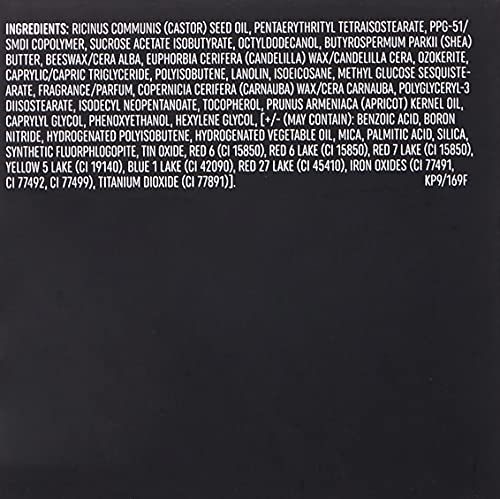 INGREDIENTS: RICINUS COMMUNIS (CASTOR) SEED OIL, PENTAERYTHRITYL TETRAISOSTEARATE, PPG-51/
SMDI COPOLYMER, SUCROSE ACETATE ISOBUTYRATE, OCTYLDODECANOL, BUTYROSPERMUM PARKII (SHEA)
BUTTER, BEESWAX/CERA ALBA, EUPHORBIA CERIFERA (CANDELILLA) WAX/CANDELILLA CERA, OZOKERITE,
CAPRYLIC/CAPRIC TRIGLYCERIDE, POLYISOBUTENE, LANOLIN, ISOEICOSANE, METHYL GLUCOSE SESQUISTE-
ARATE, FRAGRANCE/PARFUM, COPERNICIA CERIFERA (CARNAUBA) WAX/CERA CARNAUBA, POLYGLYCERYL-3
DIISOSTEARATE, ISODECYL NEOPENTANOATE, TOCOPHEROL, PRUNUS ARMENIACA (APRICOT) KERNEL OIL,
CAPRYLYL GLYCOL, PHENOXYETHANOL, HEXYLENE GLYCOL, [+/- (MAY CONTAIN): BENZOIC ACID, BORON
NITRIDE, HYDROGENATED POLYISOBUTENE, HYDROGENATED VEGETABLE OIL, MICA, PALMITIC ACID, SILICA,
SYNTHETIC FLUORPHLOGOPITE, TIN OXIDE, RED 6 (CI 15850), RED 6 LAKE (CI 15850), RED 7 LAKE (CI 15850),
YELLOW 5 LAKE (CI 19140), BLUE 1 LAKE (CI 42090), RED 27 LAKE (CI 45410), IRON OXIDES (CI 77491,
CI 77492, CI 77499), TITANIUM DIOXIDE (CI 77891)]. KP9/169F